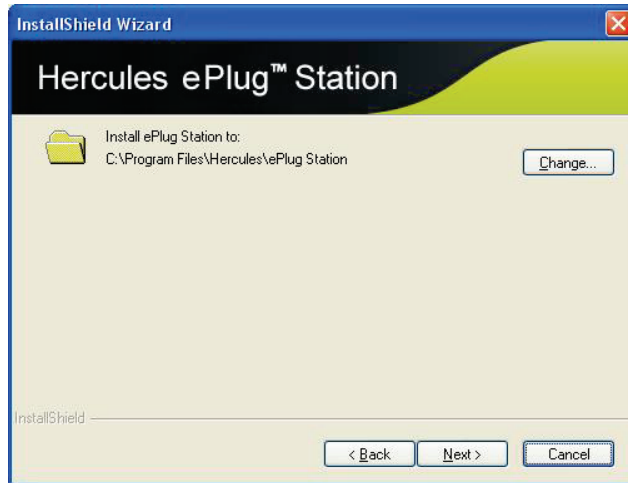 InstallShield Wizard
Hercules ePlug™ Station
Install ePlug Station to:
C:\Program Files\Hercules\ePlug Station
Change...
InstallShield
< Back Next > Cancel